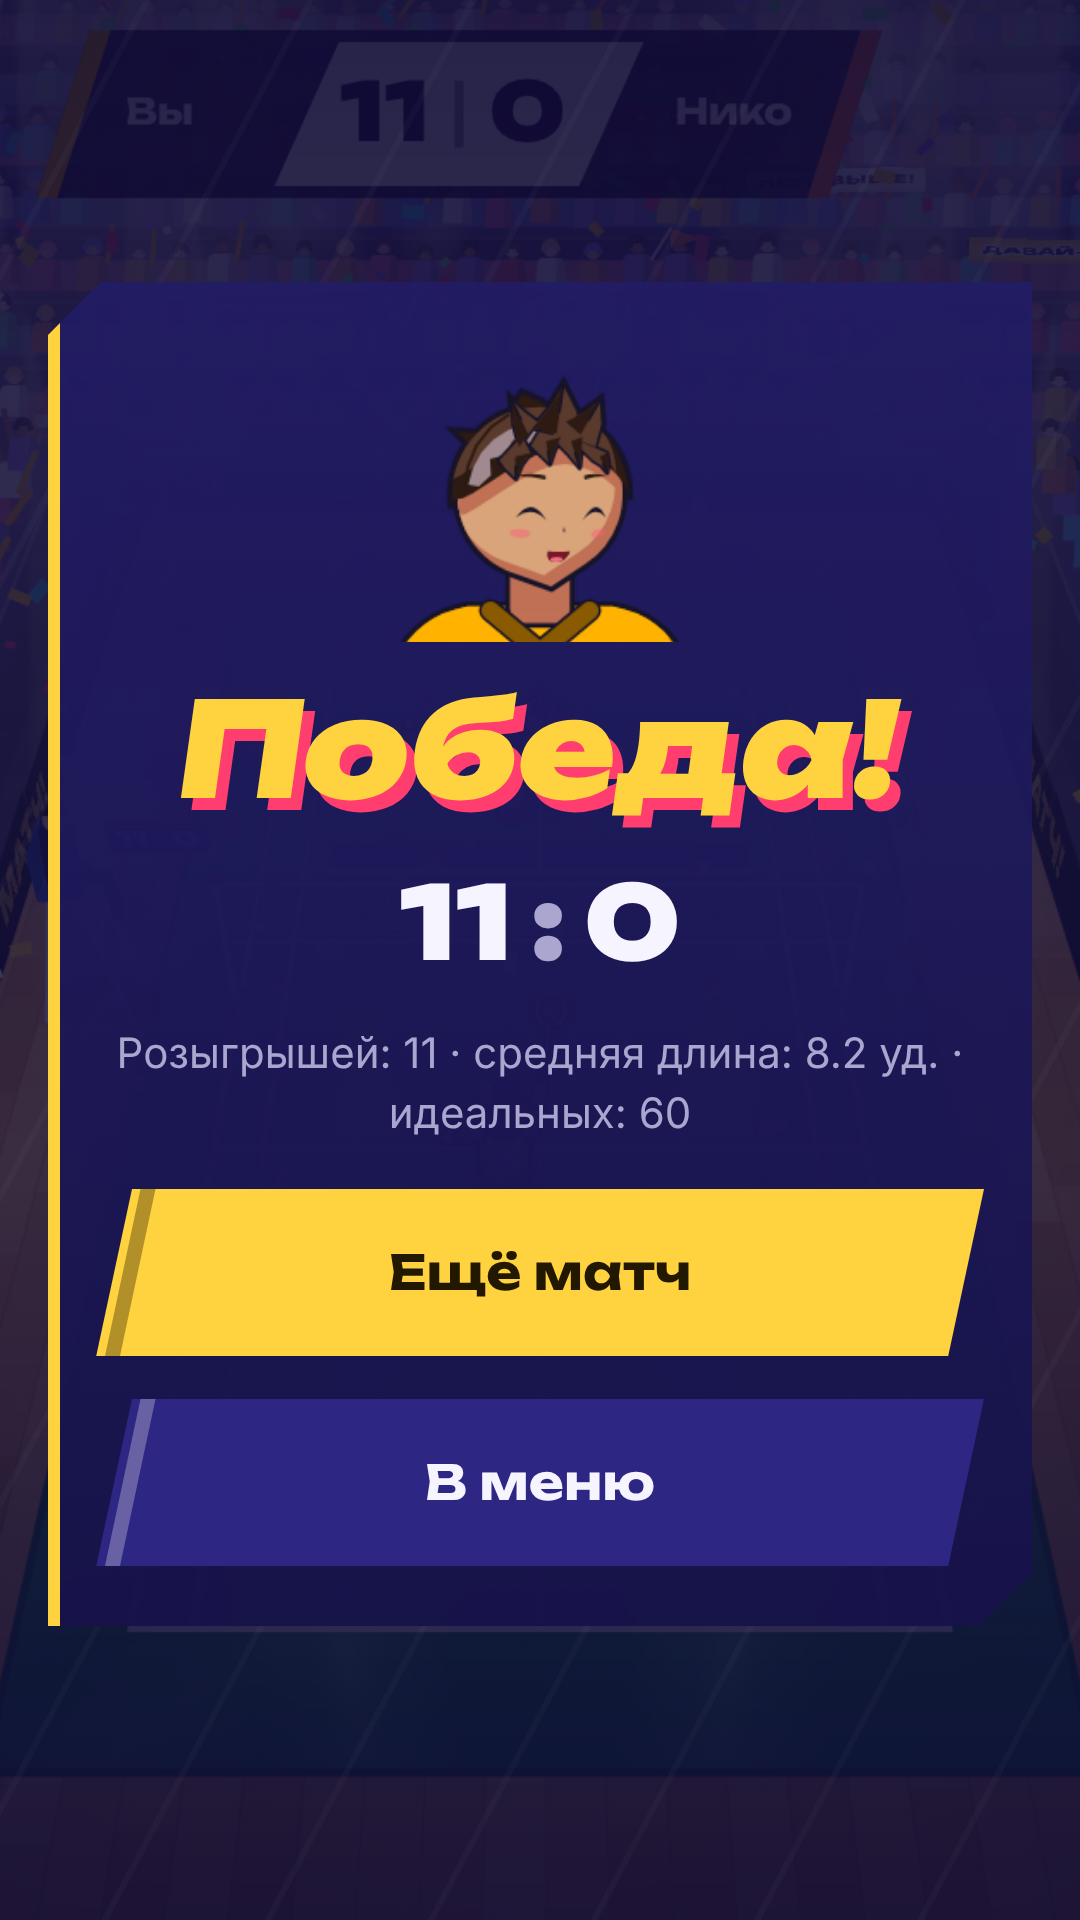 Вы 11 | 0 Нико
ДАВАЙ
Победа!
11 : 0
Розыгрышей: 11 · средняя длина: 8.2 уд. ·
идеальных: 60
Ещё матч
В меню